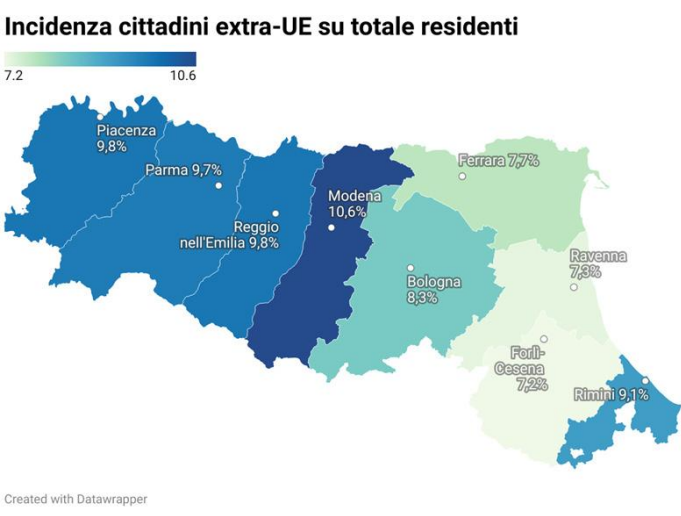 Incidenza cittadini extra-UE su totale residenti
7.2
10.6
Piacenza
9,8%
Parma 9,7%
Reggio
nell'Emilia 9,8%
Modena
10,6%
Ferrara 7,7%
Bologna
8,3%
Ravenna
7,3%
Forlì-
Cesena
7,2%
Rimini 9,1%
Created with Datawrapper